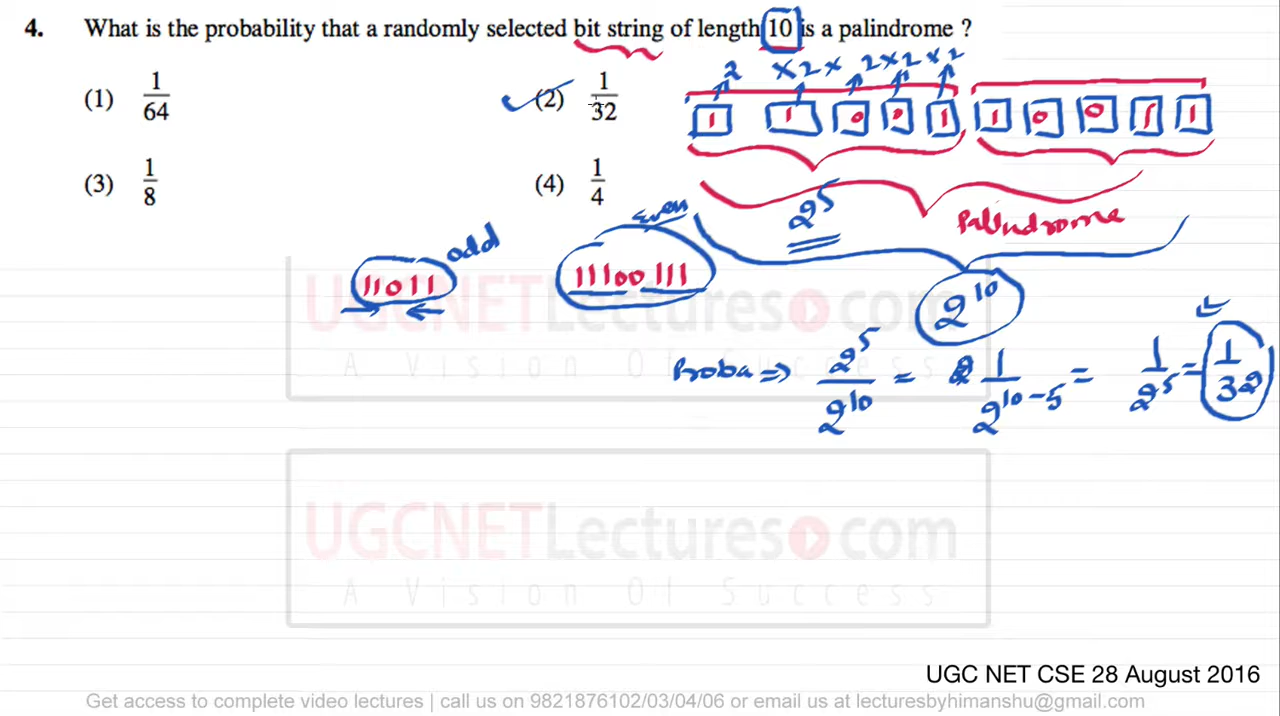 4. What is the probability that a randomly selected bit string of length 10 is a palindrome ?
(1) 1/64 (2) 1/32
(3) 1/8 (4) 1/4
2 × 2 × 2 × 2 × 2
1 1 0 0 1 1 0 0 1 1
2^5
Palindrome
11011 odd
11100 111 even
2^10
Proba => 2^5/2^10 = 1/2^10-5 = 1/2^5 = 1/32
UGCNETLectures.com
A Vision Of Success
UGCNETLectures.com
A Vision Of Success
UGC NET CSE 28 August 2016
Get access to complete video lectures | call us on 9821876102/03/04/06 or email us at lecturesbyhimanshu@gmail.com